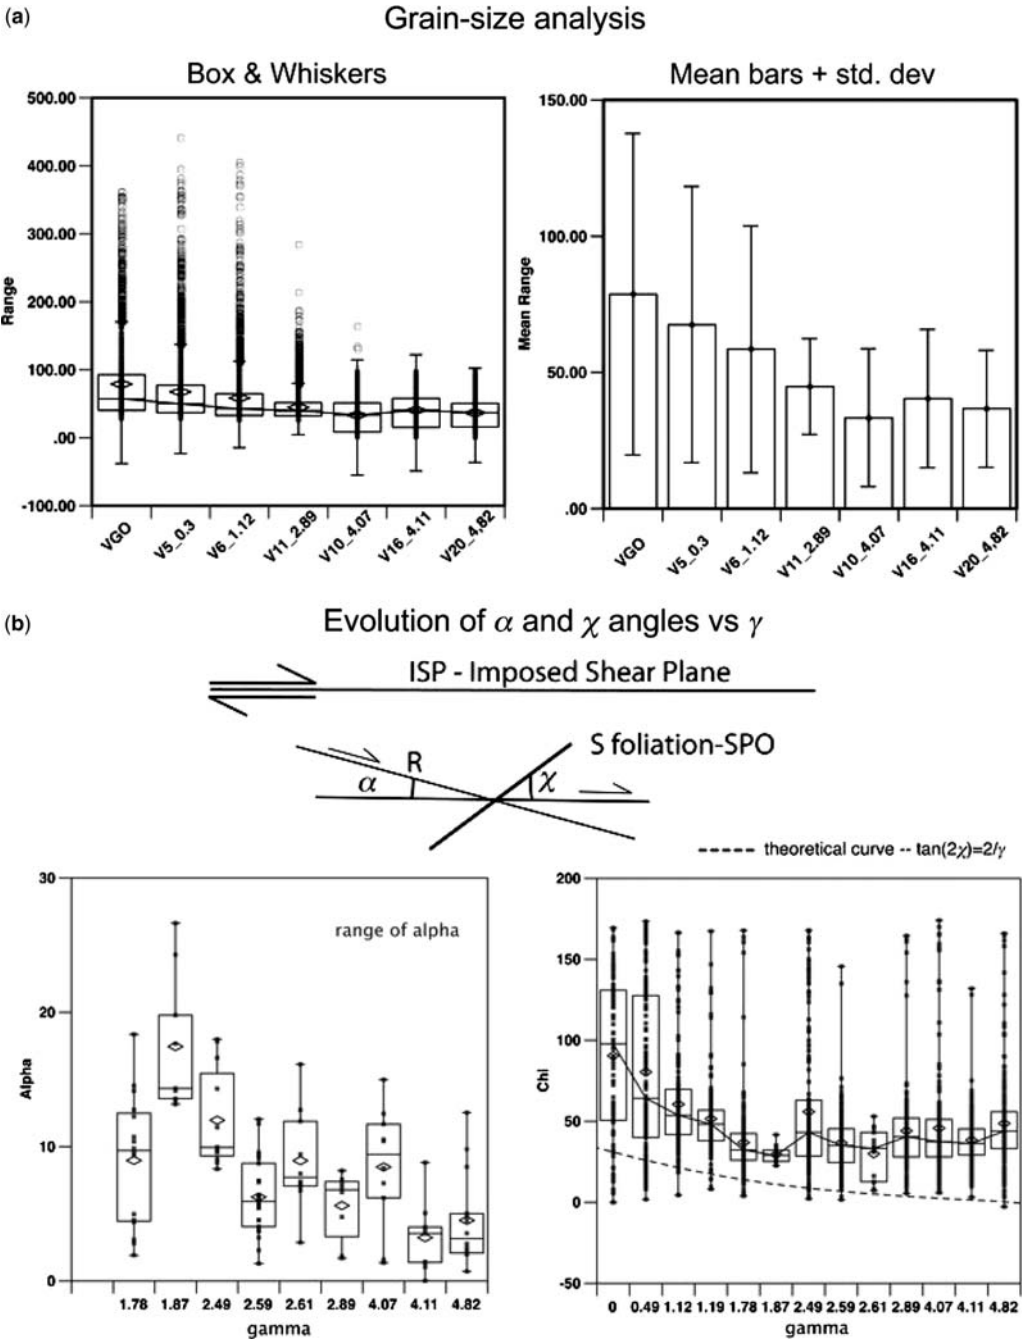 (a)
Grain-size analysis
Box & Whiskers
500.00
400.00
300.00
200.00
100.00
.00
-100.00
Range
VGO
V5_0.3
V6_1.12
V11_2.89
V10_4.07
V16_4.11
V20_4,82
Mean bars + std. dev
150.00
100.00
50.00
.00
Mean Range
VGO
V5_0.3
V6_1.12
V11_2.89
V10_4.07
V16_4.11
V20_4,82
(b)
Evolution of α and χ angles vs γ
ISP - Imposed Shear Plane
S foliation-SPO
R
α
χ
theoretical curve -- tan(2χ)=2/γ
30
20
10
0
Alpha
range of alpha
1.78 1.87 2.49 2.59 2.61 2.89 4.07 4.11 4.82
gamma
200
150
100
50
0
-50
Chi
0 0.49 1.12 1.19 1.78 1.87 2.49 2.59 2.61 2.89 4.07 4.11 4.82
gamma